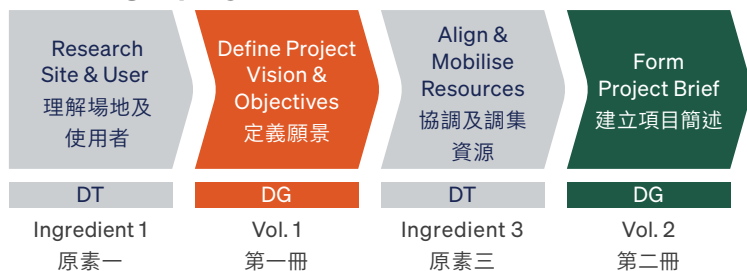 Research
Site & User
理解場地及
使用者
Define Project
Vision &
Objectives
定義願景
Align &
Mobilise
Resources
協調及調集
資源
Form
Project Brief
建立項目簡述
DT
DG
DT
DG
Ingredient 1
原素一
Vol. 1
第一冊
Ingredient 3
原素三
Vol. 2
第二冊